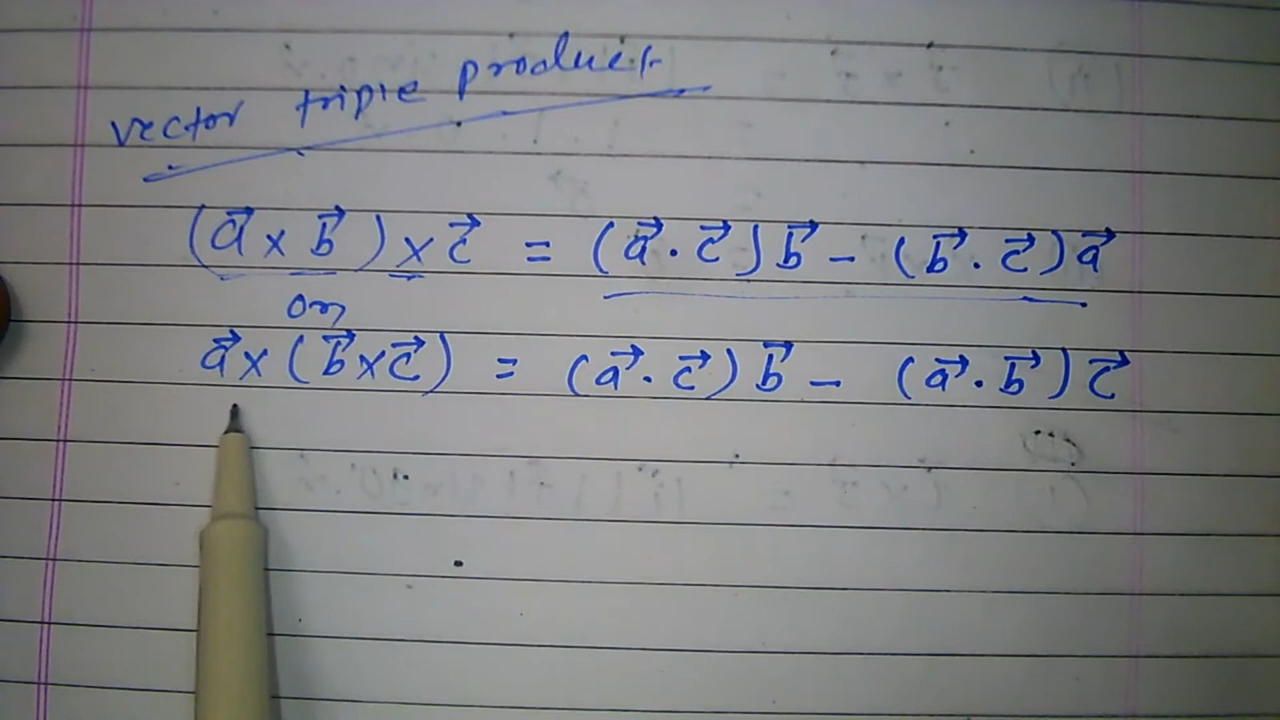 vector triple product
(a⃗ × b⃗) × c⃗ = (a⃗ . c⃗) b⃗ - (b⃗ . c⃗) a⃗
or
a⃗ × (b⃗ × c⃗) = (a⃗ . c⃗) b⃗ - (a⃗ . b⃗) c⃗